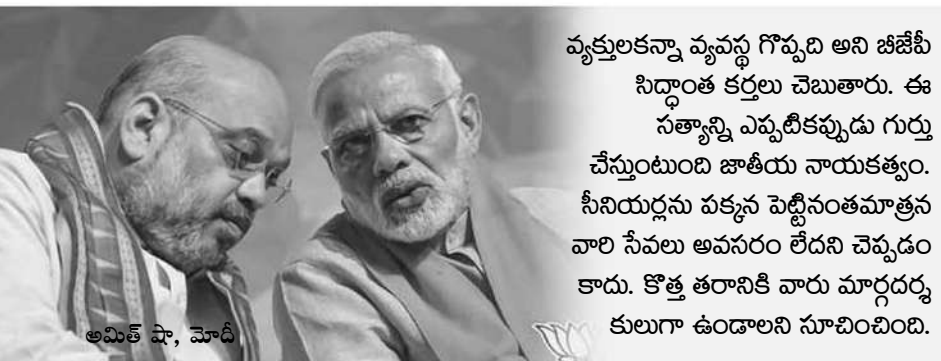 వ్యక్తులకన్నా వ్యవస్థ గొప్పది అని బీజేపీ
సిద్ధాంత కర్తలు చెబుతారు. ఈ
సత్యాన్ని ఎప్పటికప్పుడు గుర్తు
చేస్తుంటుంది జాతీయ నాయకత్వం.
సీనియర్లను పక్కన పెట్టినంతమాత్రన
వారి సేవలు అవసరం లేదని చెప్పడం
కాదు. కొత్త తరానికి వారు మార్గదర్శ
కులుగా ఉండాలని సూచించింది.
అమిత్ షా, మోదీ